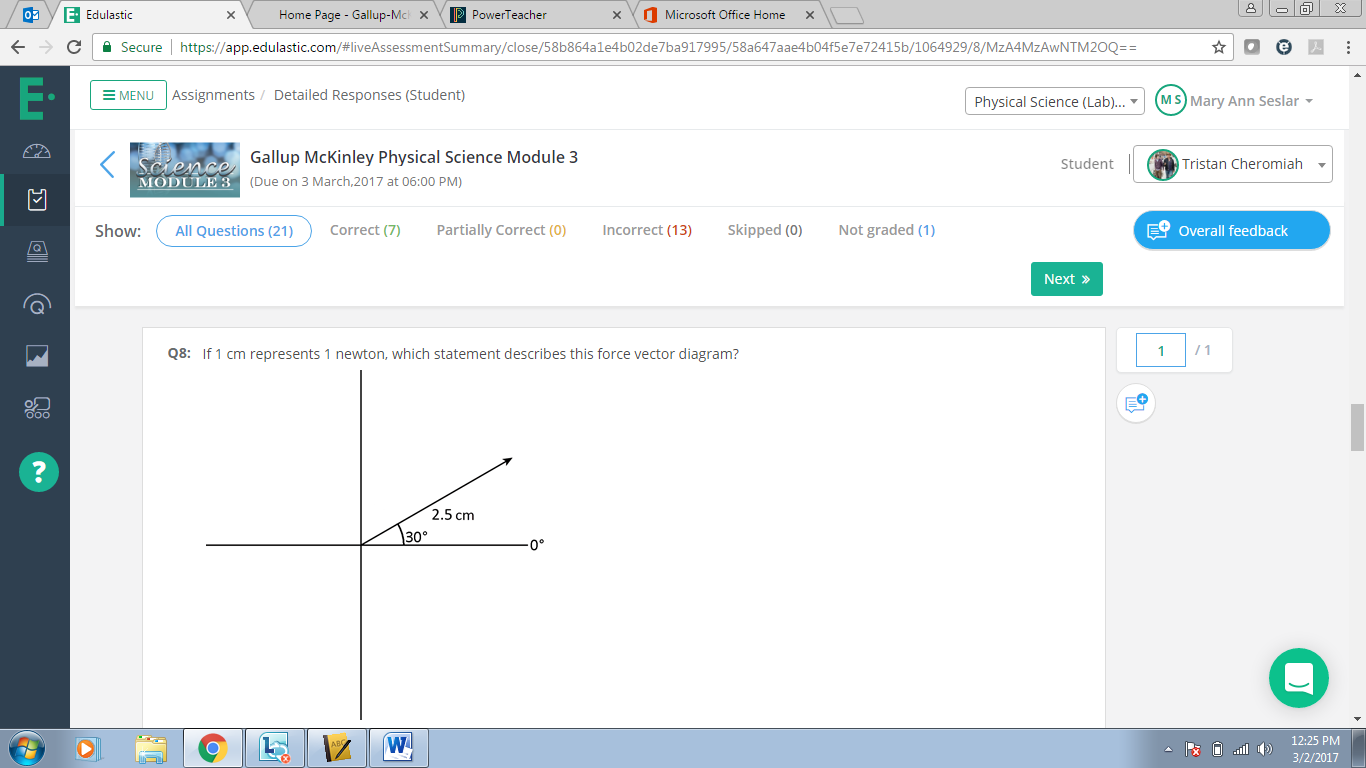 Edulastic
Home Page - Gallup-McK
PowerTeacher
Microsoft Office Home
Secure https://app.edulastic.com/#liveAssessmentSummary/close/58b864a1e4b02de7ba917995/58a647aae4b04f5e7e72415b/1064929/8/MzA4MzAwNTM2OQ==
E
MENU Assignments / Detailed Responses (Student)
Physical Science (Lab)...
M S Mary Ann Seslar
Science
MODULE 3
Gallup McKinley Physical Science Module 3
(Due on 3 March,2017 at 06:00 PM)
Student Tristan Cheromiah
Show: All Questions (21) Correct (7) Partially Correct (0) Incorrect (13) Skipped (0) Not graded (1)
Overall feedback
Next »
Q8: If 1 cm represents 1 newton, which statement describes this force vector diagram?
1 / 1
2.5 cm
30°
0°
?
12:25 PM
3/2/2017